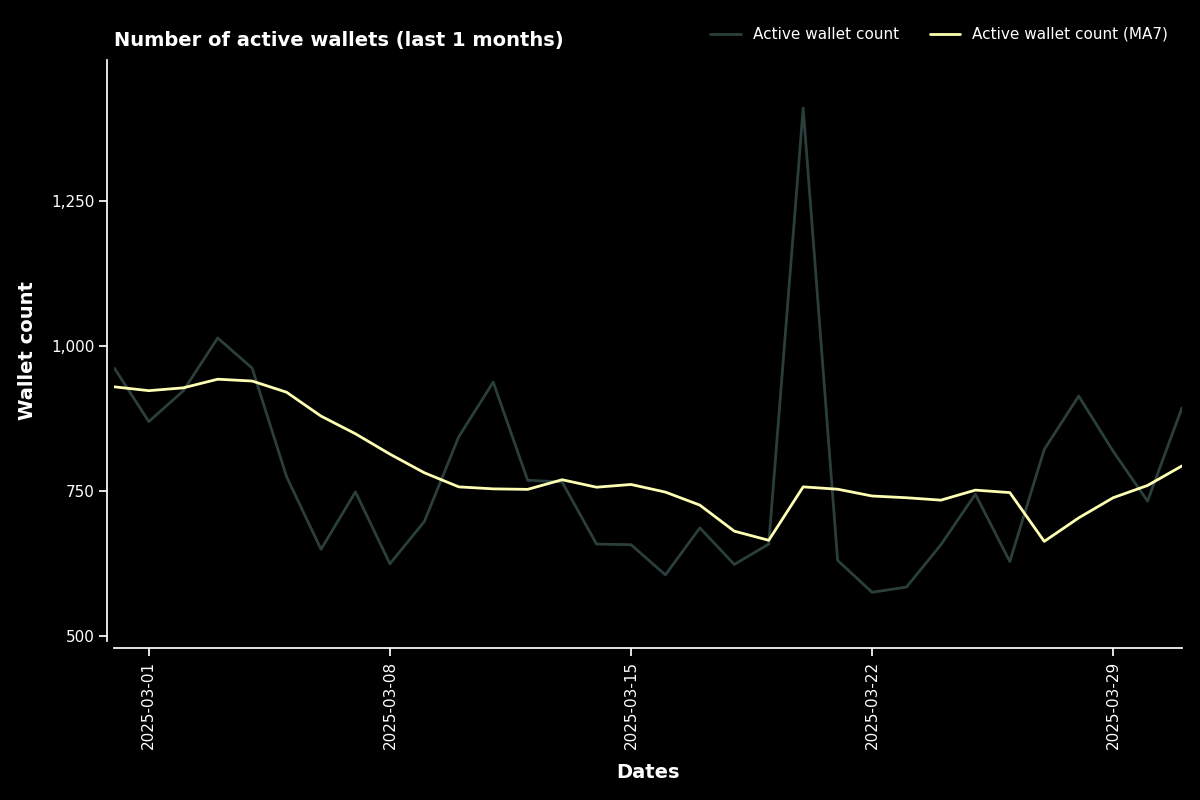 Number of active wallets (last 1 months)
Active wallet count
Active wallet count (MA7)
Wallet count
1,250
1,000
750
500
2025-03-01
2025-03-08
2025-03-15
2025-03-22
2025-03-29
Dates